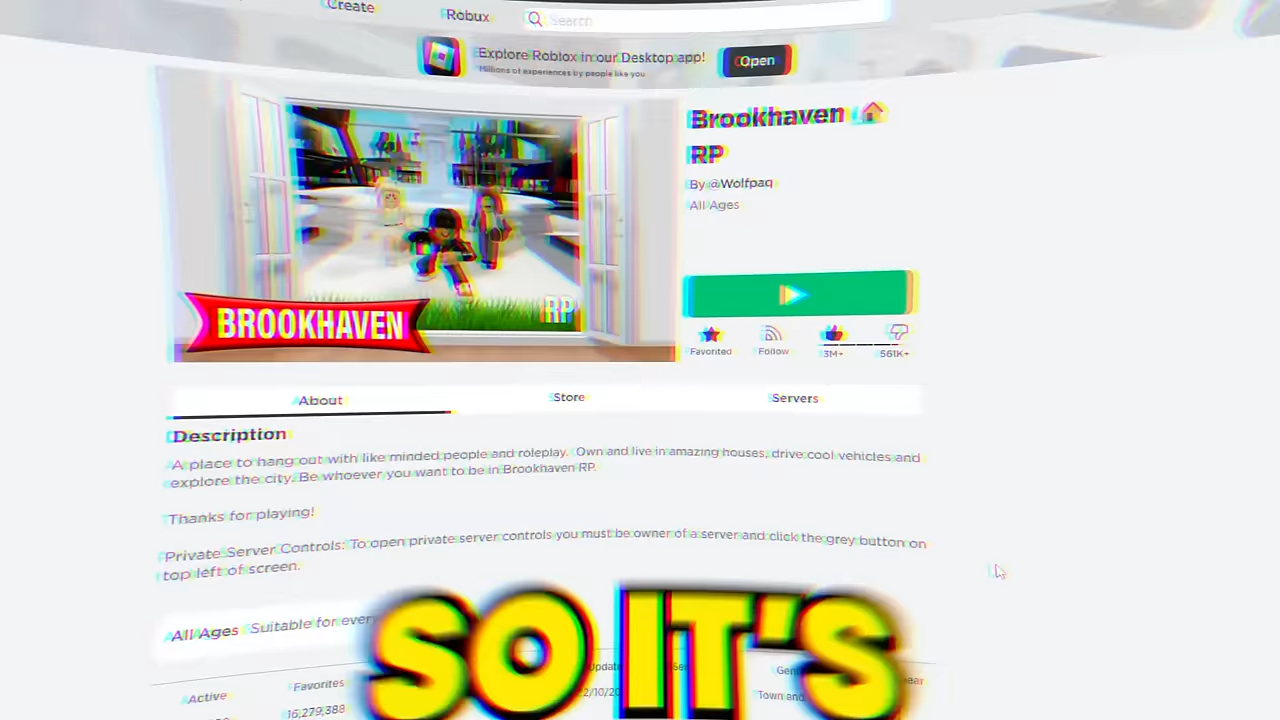 Create Robux Search
Explore Roblox in our Desktop app! Open
Millions of experiences by people like you
Brookhaven
RP
By @Wolfpaq
All Ages
BROOKHAVEN RP
Favorited Follow 3M+ 561K+
About Store Servers
Description
A place to hang out with like minded people and roleplay. Own and live in amazing houses, drive cool vehicles and
explore the city. Be whoever you want to be in Brookhaven RP.
Thanks for playing!
Private Server Controls: To open private server controls you must be owner of a server and click the grey button on
top left of screen.
All Ages Suitable for
SO IT'S
Active Favorites
16,279,388 Town and